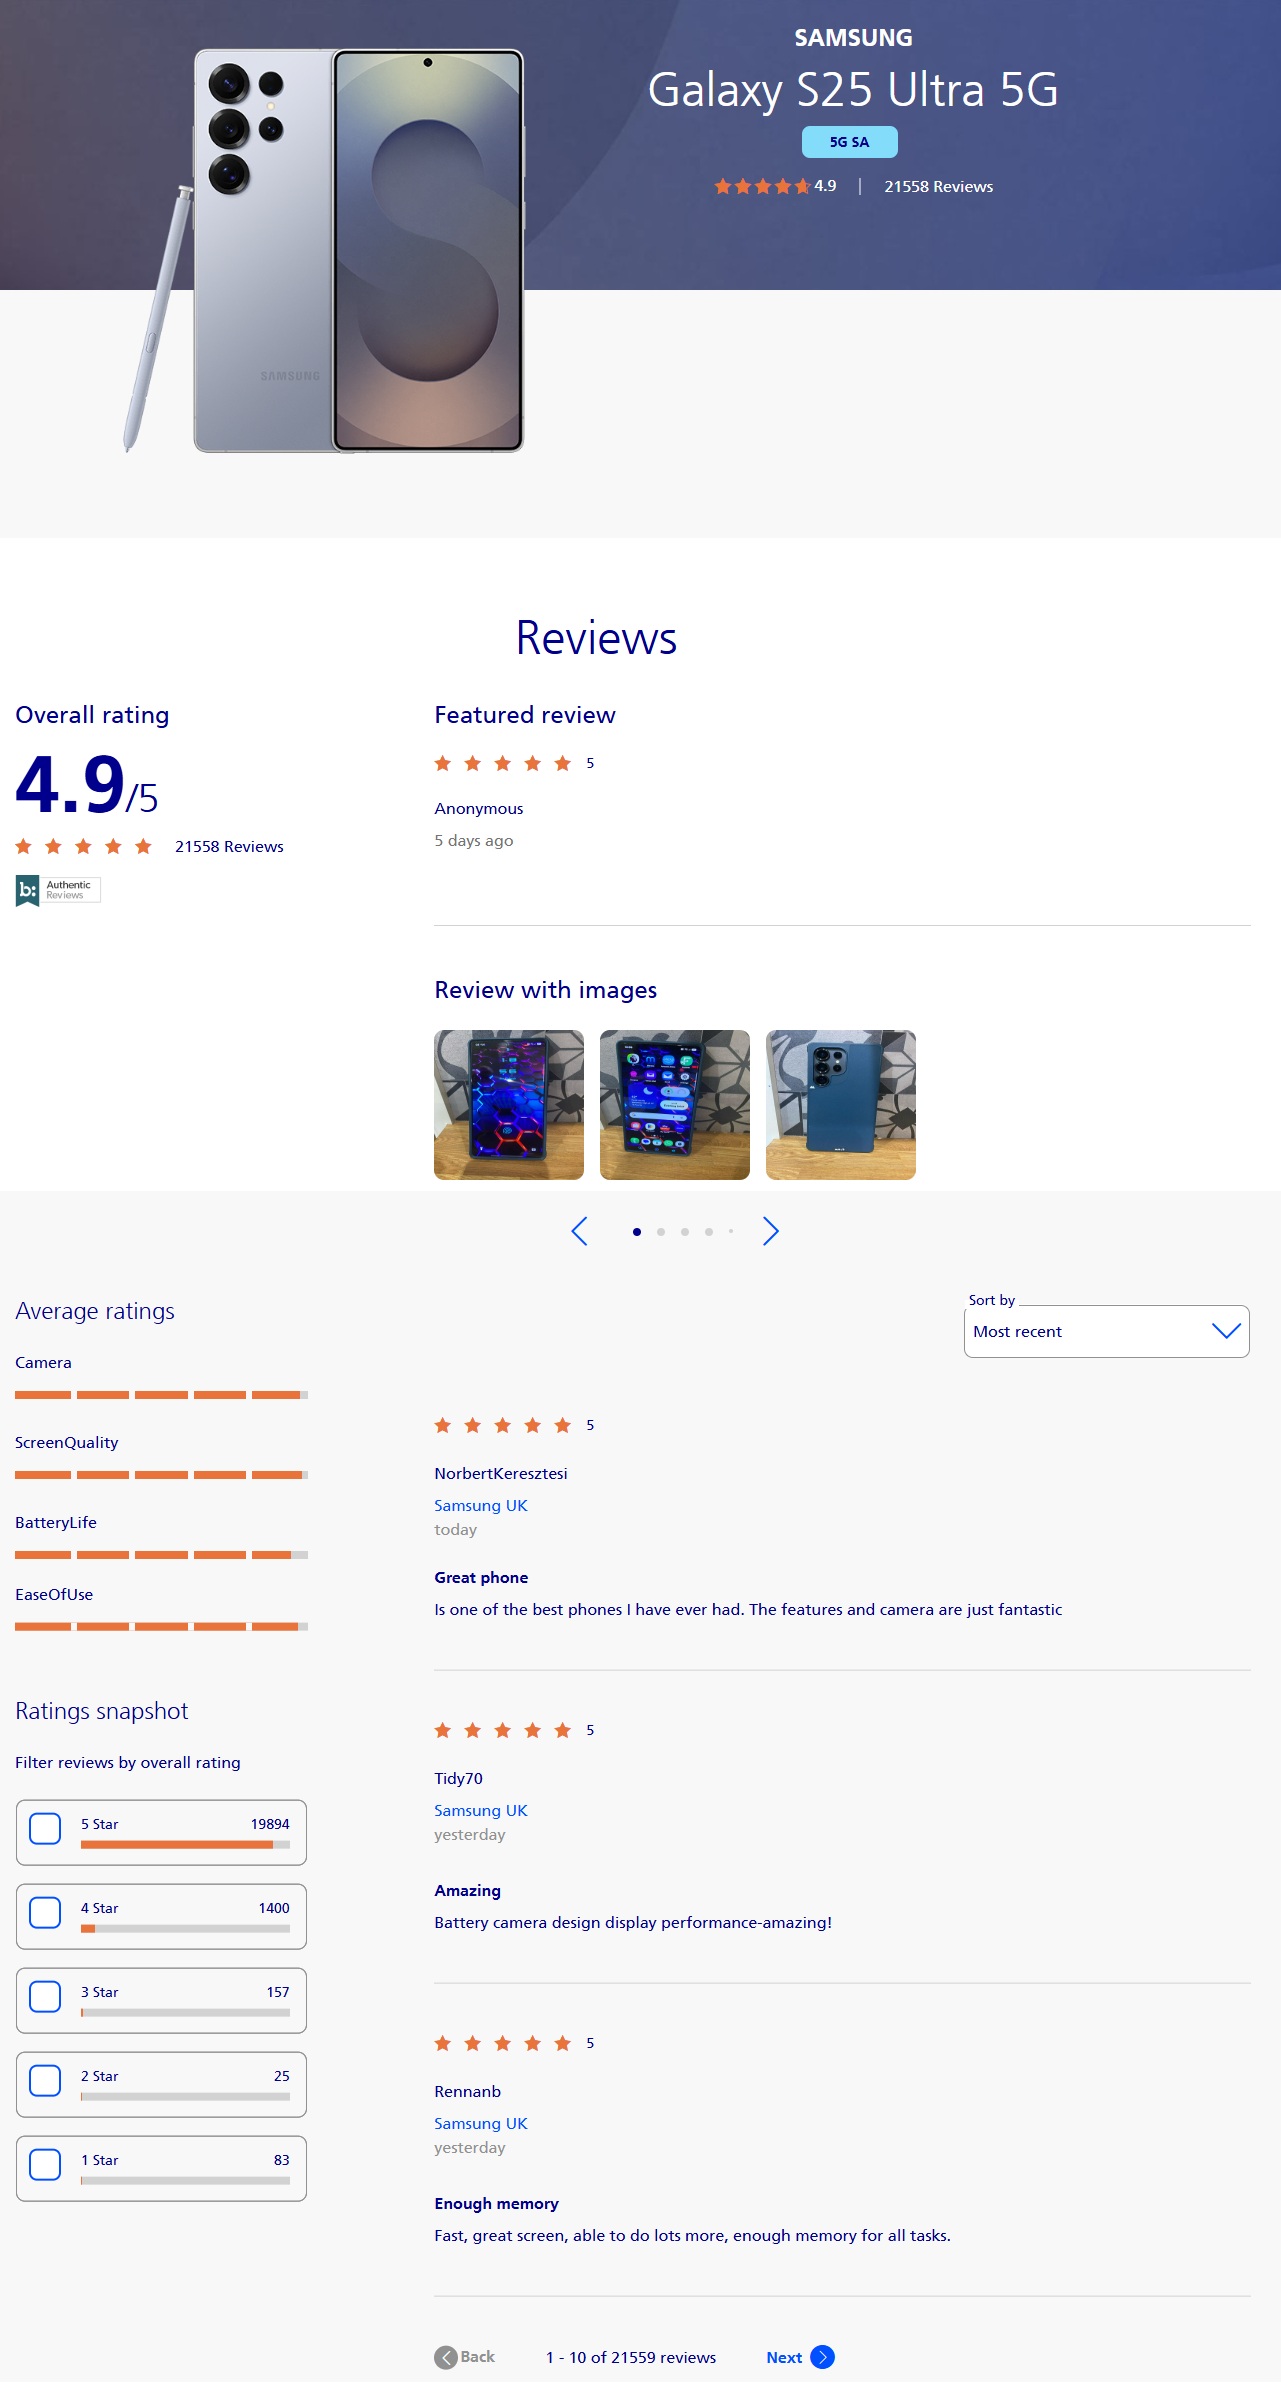 SAMSUNG
Galaxy S25 Ultra 5G
5G SA
4.9 | 21558 Reviews
SAMSUNG
Reviews
Overall rating
4.9/5
21558 Reviews
b: Authentic
Reviews
Featured review
5
Anonymous
5 days ago
Review with images
Average ratings
Camera
ScreenQuality
BatteryLife
EaseOfUse
Ratings snapshot
Filter reviews by overall rating
5 Star 19894
4 Star 1400
3 Star 157
2 Star 25
1 Star 83
Sort by
Most recent
5
NorbertKeresztesi
Samsung UK
today
Great phone
Is one of the best phones I have ever had. The features and camera are just fantastic
5
Tidy70
Samsung UK
yesterday
Amazing
Battery camera design display performance-amazing!
5
Rennanb
Samsung UK
yesterday
Enough memory
Fast, great screen, able to do lots more, enough memory for all tasks.
Back 1 - 10 of 21559 reviews Next